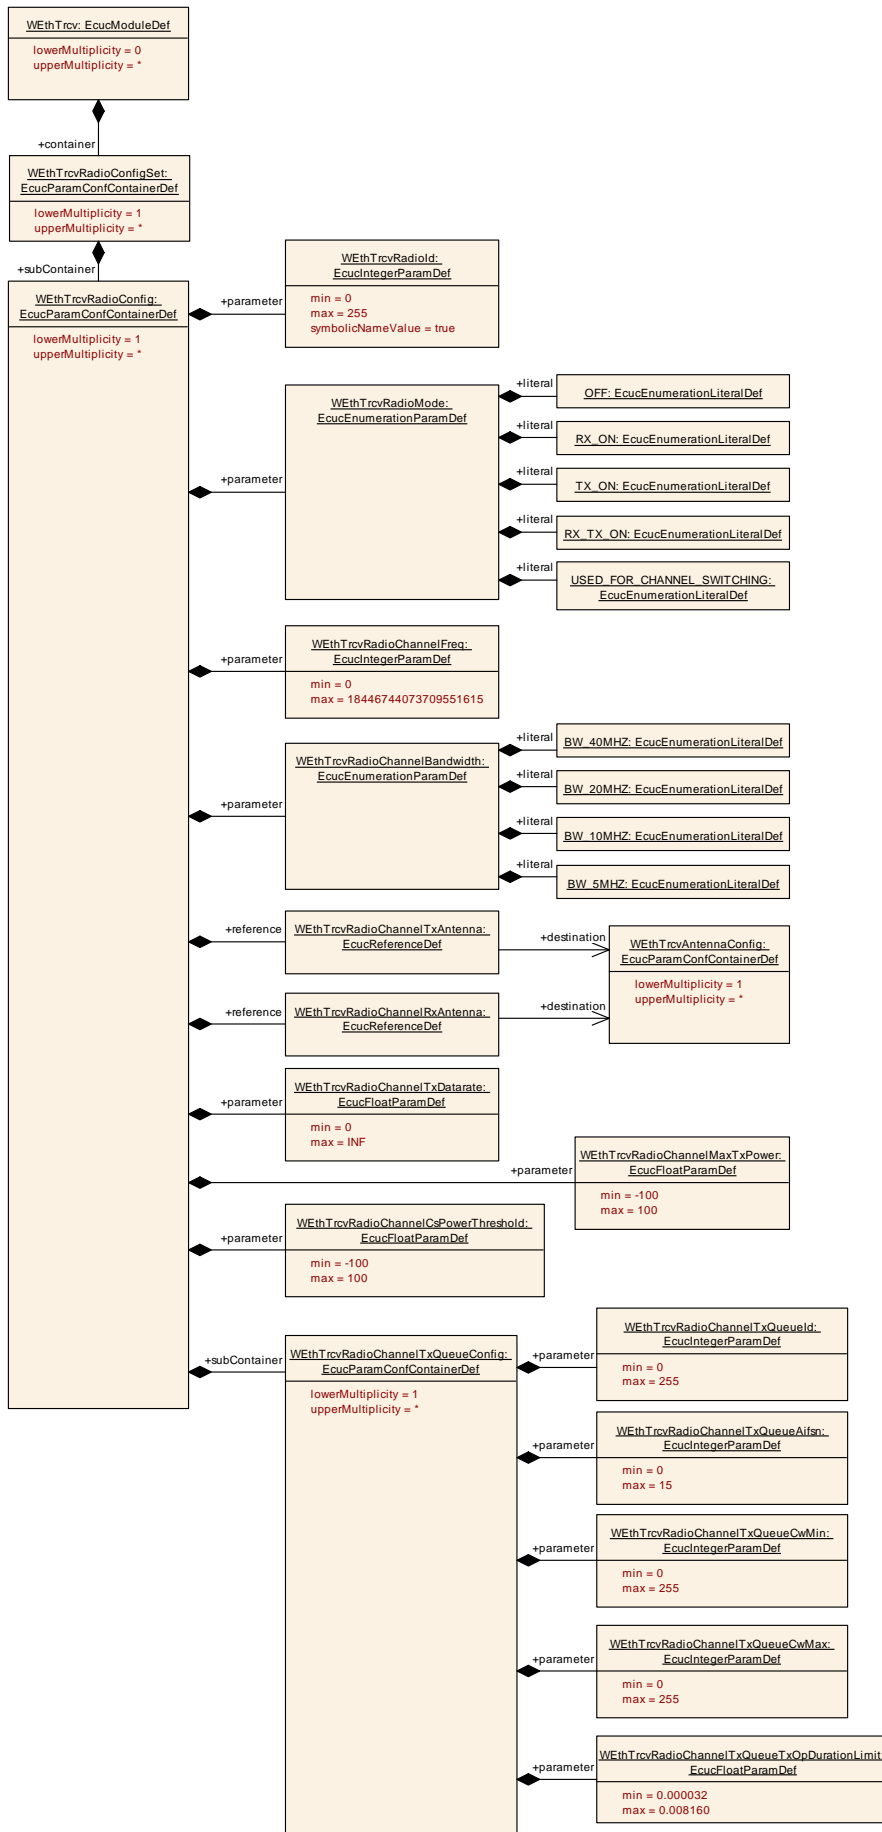 WEthTrcv: EcucModuleDef
lowerMultiplicity = 0
upperMultiplicity = *
+container
WEthTrcvRadioConfigSet:
EcucParamConfContainerDef
lowerMultiplicity = 1
upperMultiplicity = *
+subContainer
WEthTrcvRadioConfig:
EcucParamConfContainerDef
lowerMultiplicity = 1
upperMultiplicity = *
+parameter
WEthTrcvRadioId:
EcucIntegerParamDef
min = 0
max = 255
symbolicNameValue = true
+parameter
WEthTrcvRadioMode:
EcucEnumerationParamDef
+literal
OFF: EcucEnumerationLiteralDef
+literal
RX_ON: EcucEnumerationLiteralDef
+literal
TX_ON: EcucEnumerationLiteralDef
+literal
RX_TX_ON: EcucEnumerationLiteralDef
+literal
USED_FOR_CHANNEL_SWITCHING:
EcucEnumerationLiteralDef
+parameter
WEthTrcvRadioChannelFreq:
EcucIntegerParamDef
min = 0
max = 18446744073709551615
+parameter
WEthTrcvRadioChannelBandwidth:
EcucEnumerationParamDef
+literal
BW_40MHZ: EcucEnumerationLiteralDef
+literal
BW_20MHZ: EcucEnumerationLiteralDef
+literal
BW_10MHZ: EcucEnumerationLiteralDef
+literal
BW_5MHZ: EcucEnumerationLiteralDef
+reference
WEthTrcvRadioChannelTxAntenna:
EcucReferenceDef
+destination
WEthTrcvAntennaConfig:
EcucParamConfContainerDef
lowerMultiplicity = 1
upperMultiplicity = *
+reference
WEthTrcvRadioChannelRxAntenna:
EcucReferenceDef
+destination
+parameter
WEthTrcvRadioChannelTxDatarate:
EcucFloatParamDef
min = 0
max = INF
+parameter
WEthTrcvRadioChannelMaxTxPower:
EcucFloatParamDef
min = -100
max = 100
+parameter
WEthTrcvRadioChannelCsPowerThreshold:
EcucFloatParamDef
min = -100
max = 100
+subContainer
WEthTrcvRadioChannelTxQueueConfig:
EcucParamConfContainerDef
lowerMultiplicity = 1
upperMultiplicity = *
+parameter
WEthTrcvRadioChannelTxQueueId:
EcucIntegerParamDef
min = 0
max = 255
+parameter
WEthTrcvRadioChannelTxQueueAifsn:
EcucIntegerParamDef
min = 0
max = 15
+parameter
WEthTrcvRadioChannelTxQueueCwMin:
EcucIntegerParamDef
min = 0
max = 255
+parameter
WEthTrcvRadioChannelTxQueueCwMax:
EcucIntegerParamDef
min = 0
max = 255
+parameter
WEthTrcvRadioChannelTxQueueTxOpDurationLimit
EcucFloatParamDef
min = 0.000032
max = 0.008160